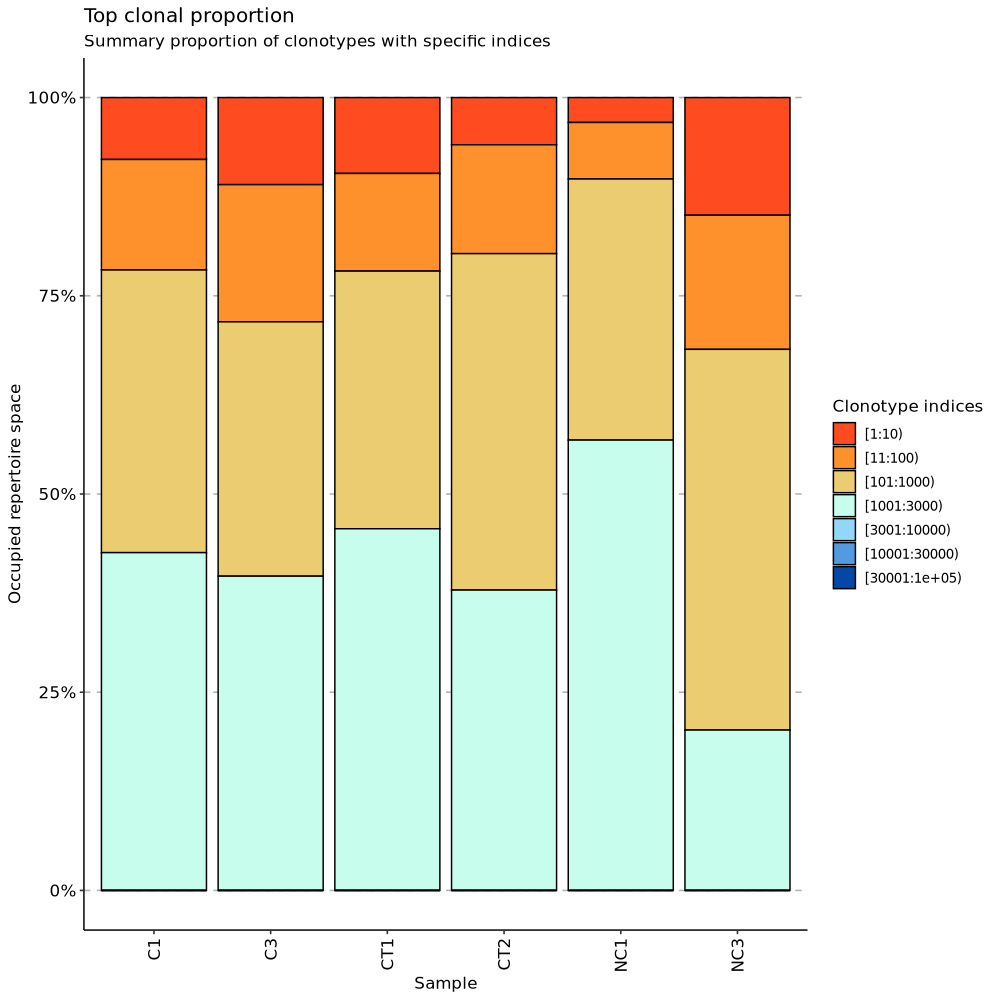 Top clonal proportion
Summary proportion of clonotypes with specific indices
Occupied repertoire space
100%
75%
50%
25%
0%
C1
C3
CT1
CT2
NC1
NC3
Sample
Clonotype indices
[1:10)
[11:100)
[101:1000)
[1001:3000)
[3001:10000)
[10001:30000)
[30001:1e+05)